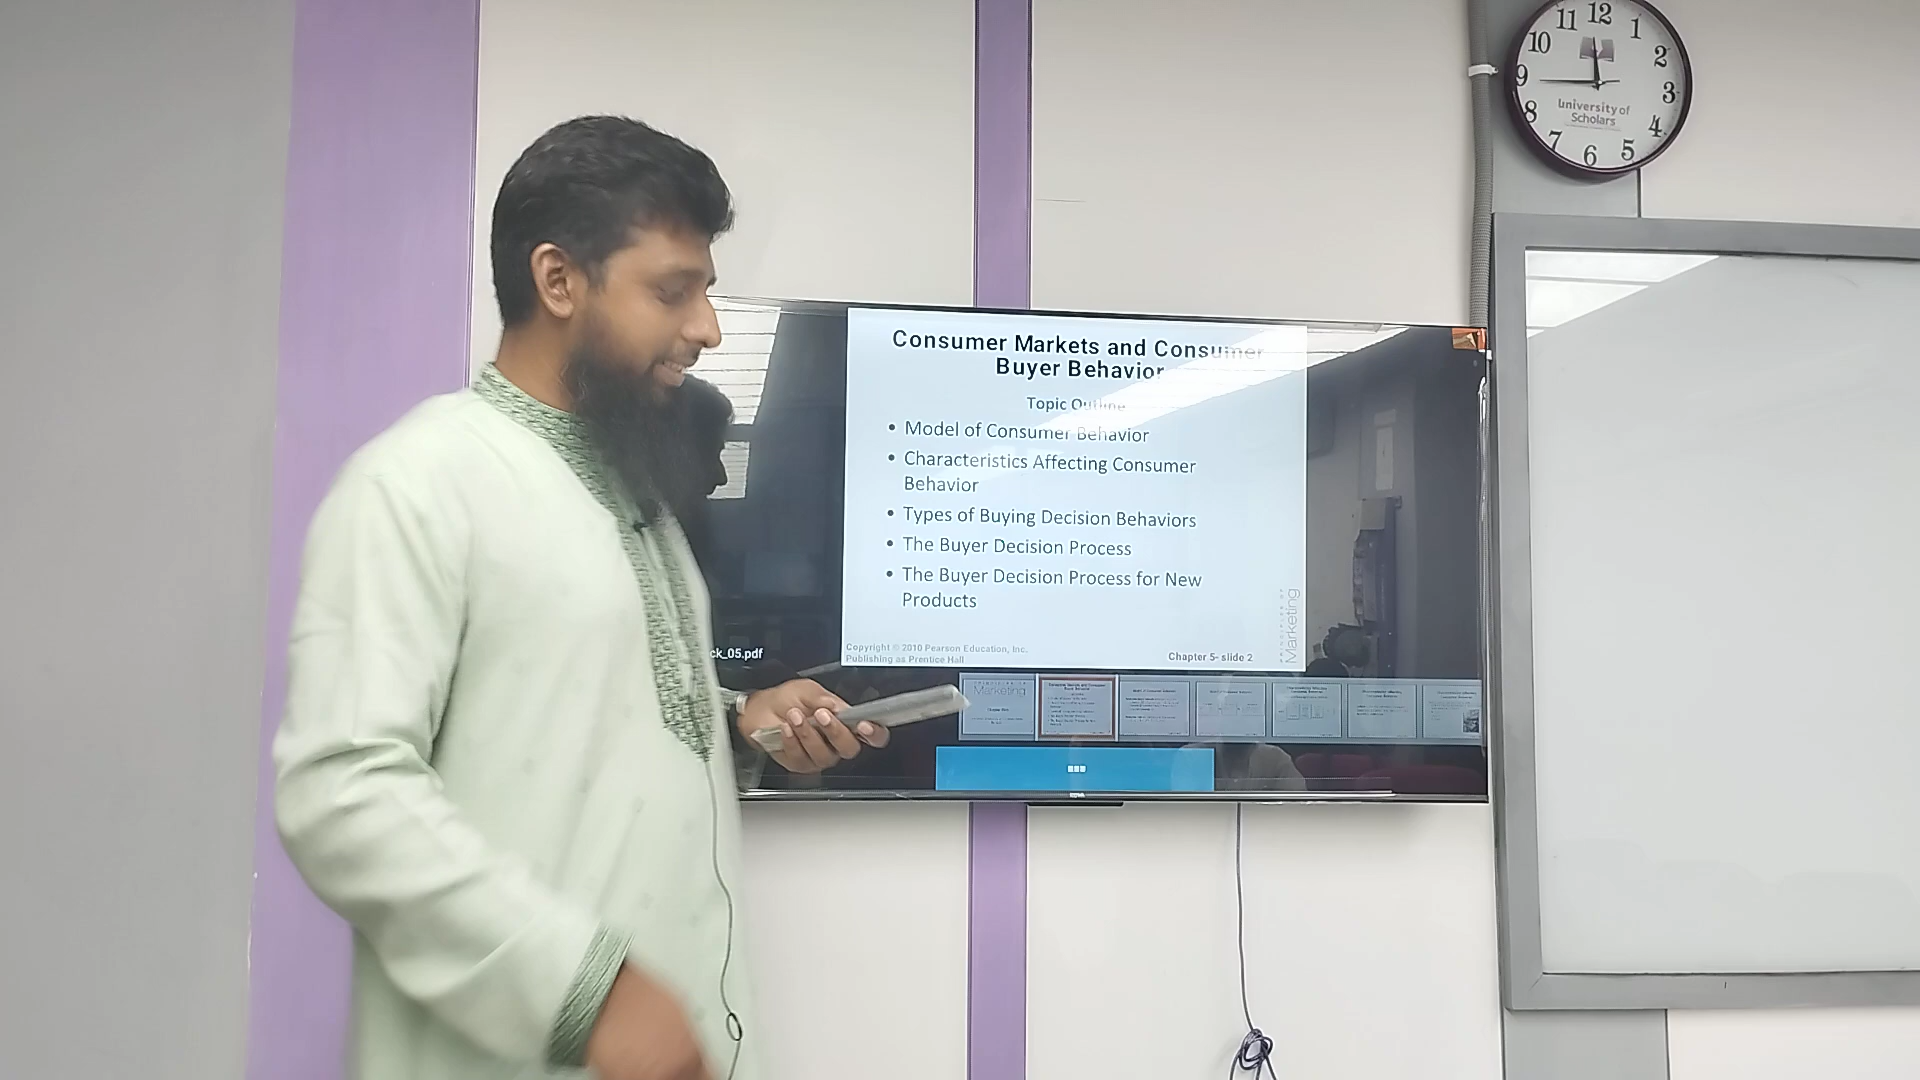 11 12 1
10 2
9 3
8 4
7 6 5
University of
Scholars
Consumer Markets and Consumer
Buyer Behavior
Topic Outline
• Model of Consumer Behavior
• Characteristics Affecting Consumer
Behavior
• Types of Buying Decision Behaviors
• The Buyer Decision Process
• The Buyer Decision Process for New
Products
PRINCIPLES OF
Marketing
Copyright © 2010 Pearson Education, Inc.
Publishing as Prentice Hall
Chapter 5- slide 2
ck_05.pdf
Marketing